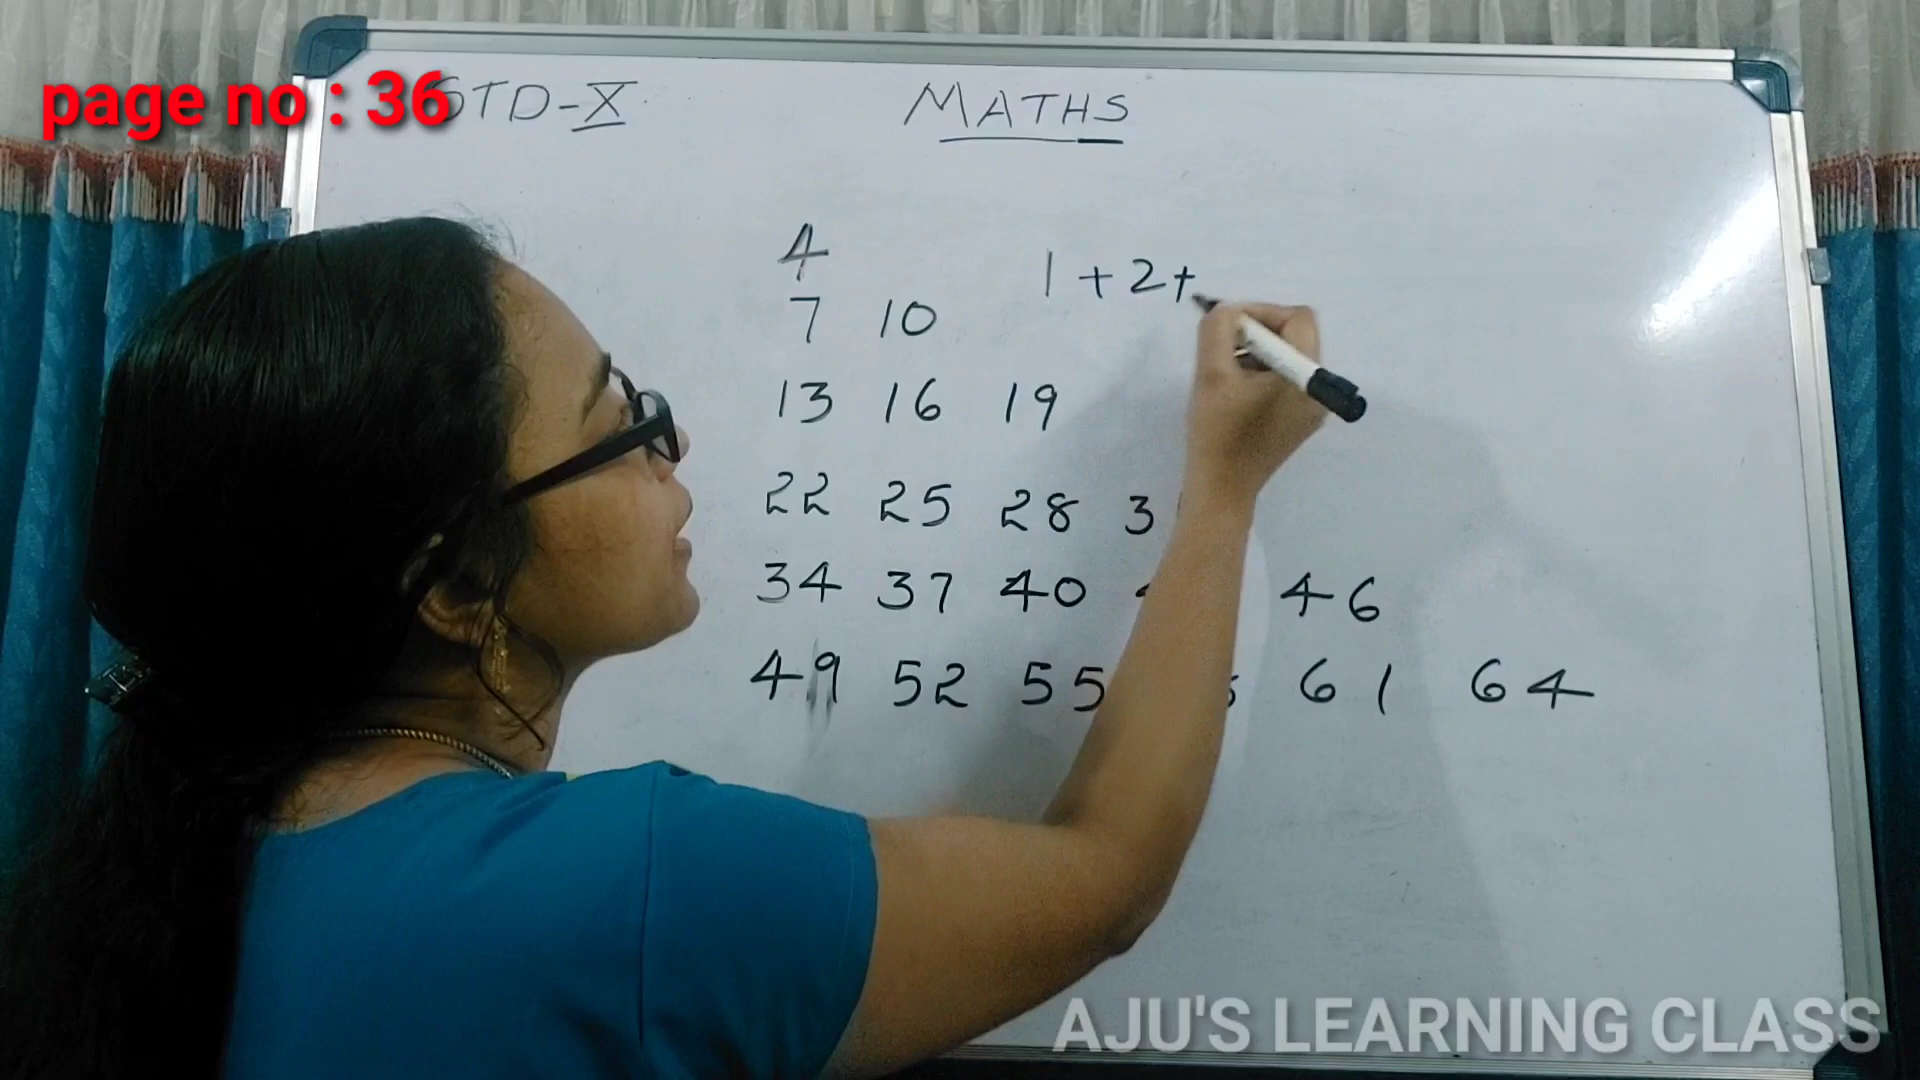 page no : 36
STD-X
MATHS
4
1 + 2 +
7 10
13 16 19
22 25 28 3
34 37 40 46
49 52 55 61 64
AJU'S LEARNING CLASS